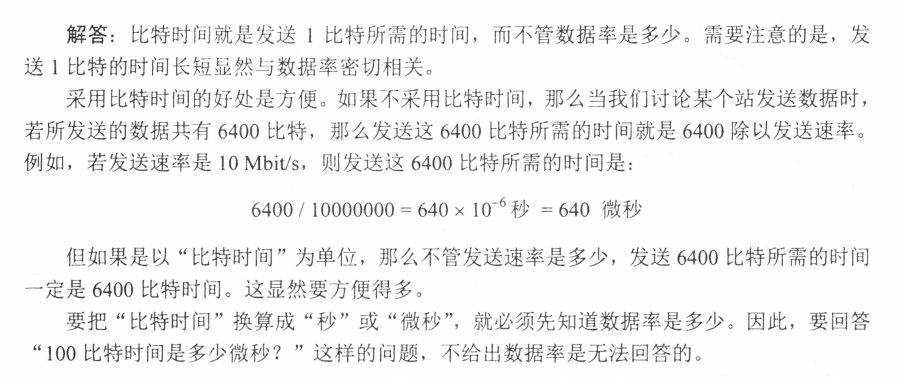 解答：比特时间就是发送 1 比特所需的时间，而不管数据率是多少。需要注意的是，发
送 1 比特的时间长短显然与数据率密切相关。
采用比特时间的好处是方便。如果不采用比特时间，那么当我们讨论某个站发送数据时，
若所发送的数据共有 6400 比特，那么发送这 6400 比特所需的时间就是 6400 除以发送速率。
例如，若发送速率是 10 Mbit/s，则发送这 6400 比特所需的时间是：
6400 / 10000000 = 640 × 10⁻⁶ 秒 = 640 微秒
但如果是以“比特时间”为单位，那么不管发送速率是多少，发送 6400 比特所需的时间
一定是 6400 比特时间。这显然要方便得多。
要把“比特时间”换算成“秒”或“微秒”，就必须先知道数据率是多少。因此，要回答
“100 比特时间是多少微秒？”这样的问题，不给出数据率是无法回答的。